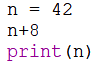 n = 42
n+8
print(n)